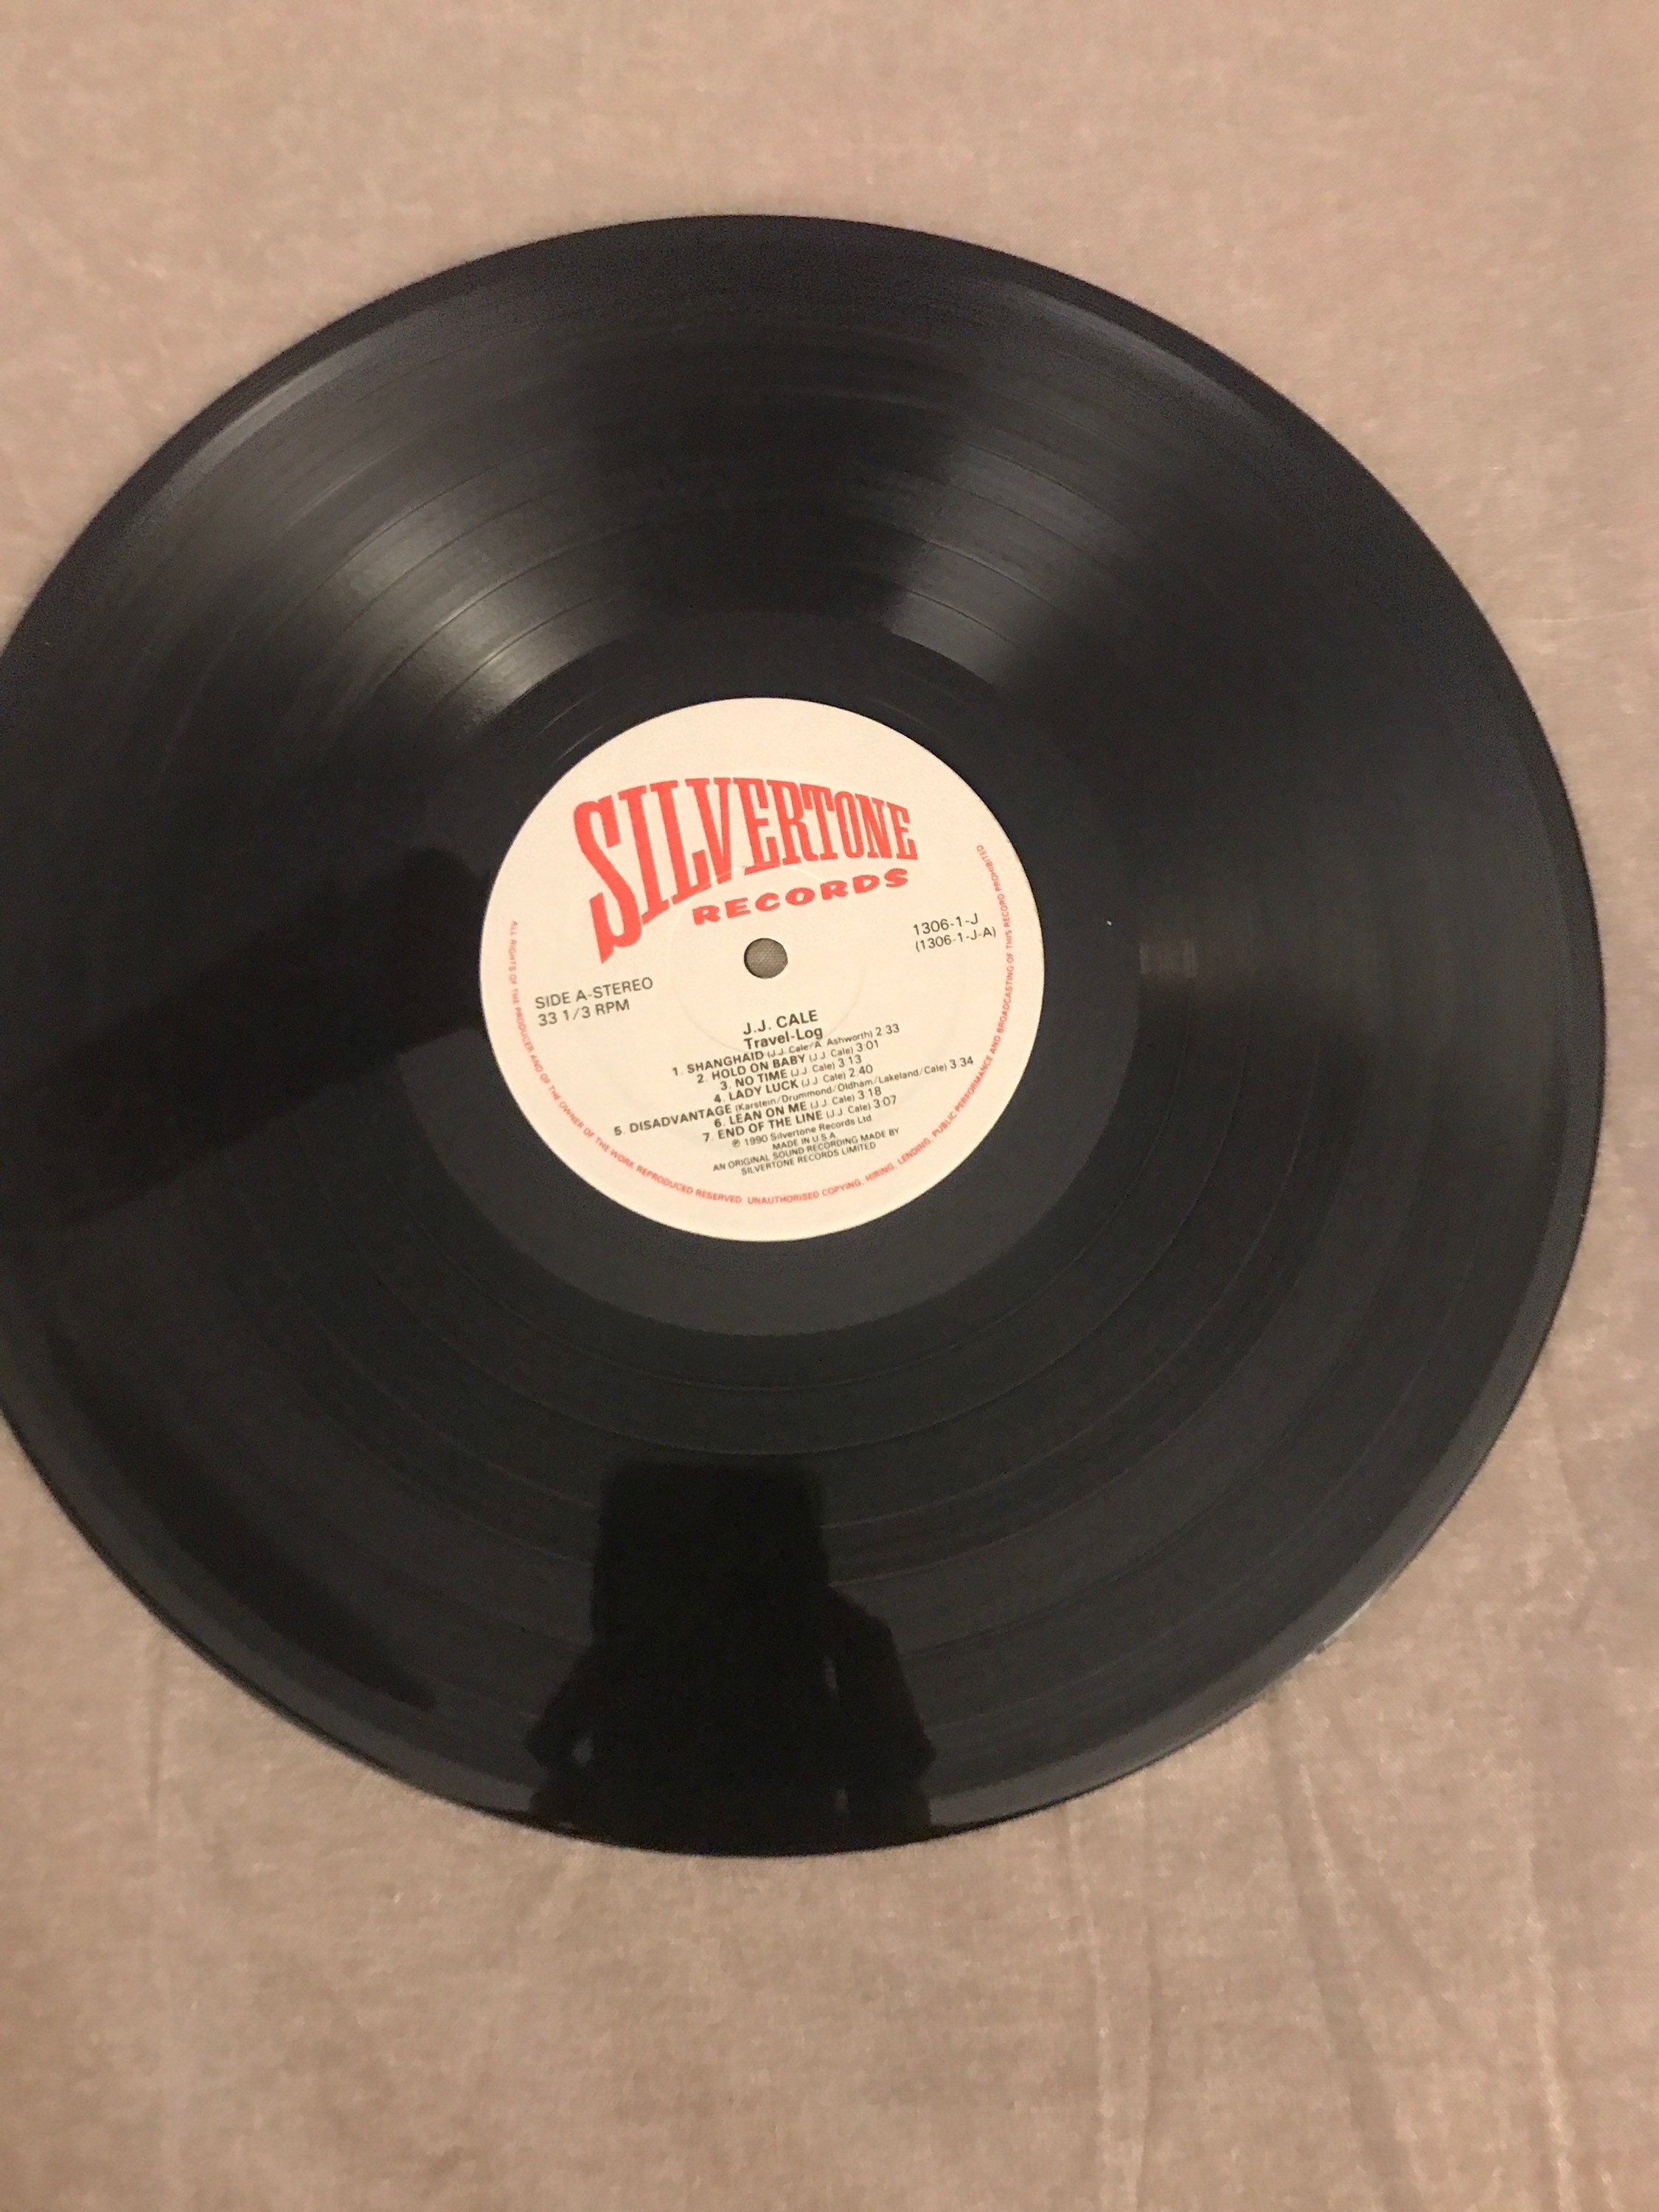 SILVERTONE
RECORDS
1306-1-J
(1306-1-J-A)
SIDE A-STEREO
33 1/3 RPM
J.J. CALE
Travel-Log
1. SHANGHAID (J.J. Cale/A. Ashworth) 2 33
2. HOLD ON BABY (J.J. Cale) 3 01
3. NO TIME (J.J. Cale) 3 13
4. LADY LUCK (J.J. Cale) 2 40
5. DISADVANTAGE (Karstein/Drummond/Oldham/Lakeland/Cale) 3 34
6. LEAN ON ME (J.J. Cale) 3 18
7. END OF THE LINE (J.J. Cale) 3 07
℗ 1990 Silvertone Records Ltd
MADE IN U S A
AN ORIGINAL SOUND RECORDING MADE BY
SILVERTONE RECORDS LIMITED
ALL RIGHTS OF THE PRODUCER AND OF THE OWNER OF THE WORK REPRODUCED RESERVED UNAUTHORISED COPYING, HIRING, LENDING, PUBLIC PERFORMANCE AND BROADCASTING OF THIS RECORD PROHIBITED